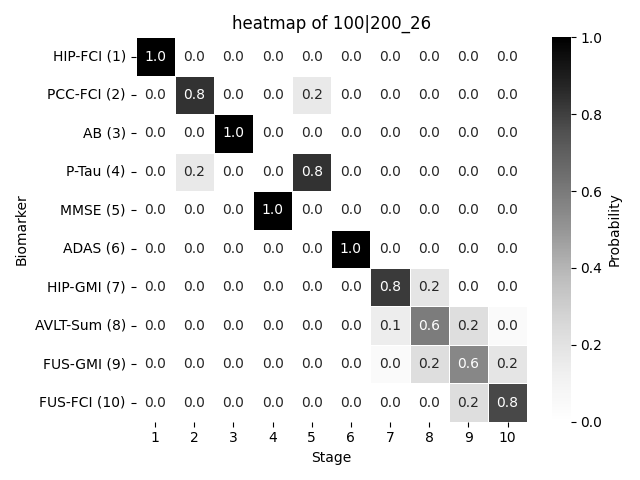 heatmap of 100|200_26
HIP-FCI (1) 1.0 0.0 0.0 0.0 0.0 0.0 0.0 0.0 0.0 0.0
PCC-FCI (2) 0.0 0.8 0.0 0.0 0.2 0.0 0.0 0.0 0.0 0.0
AB (3) 0.0 0.0 1.0 0.0 0.0 0.0 0.0 0.0 0.0 0.0
P-Tau (4) 0.0 0.2 0.0 0.0 0.8 0.0 0.0 0.0 0.0 0.0
MMSE (5) 0.0 0.0 0.0 1.0 0.0 0.0 0.0 0.0 0.0 0.0
ADAS (6) 0.0 0.0 0.0 0.0 0.0 1.0 0.0 0.0 0.0 0.0
HIP-GMI (7) 0.0 0.0 0.0 0.0 0.0 0.0 0.8 0.2 0.0 0.0
AVLT-Sum (8) 0.0 0.0 0.0 0.0 0.0 0.0 0.1 0.6 0.2 0.0
FUS-GMI (9) 0.0 0.0 0.0 0.0 0.0 0.0 0.0 0.2 0.6 0.2
FUS-FCI (10) 0.0 0.0 0.0 0.0 0.0 0.0 0.0 0.0 0.2 0.8
1 2 3 4 5 6 7 8 9 10
Stage
Biomarker
1.0
0.8
0.6
0.4
0.2
0.0
Probability